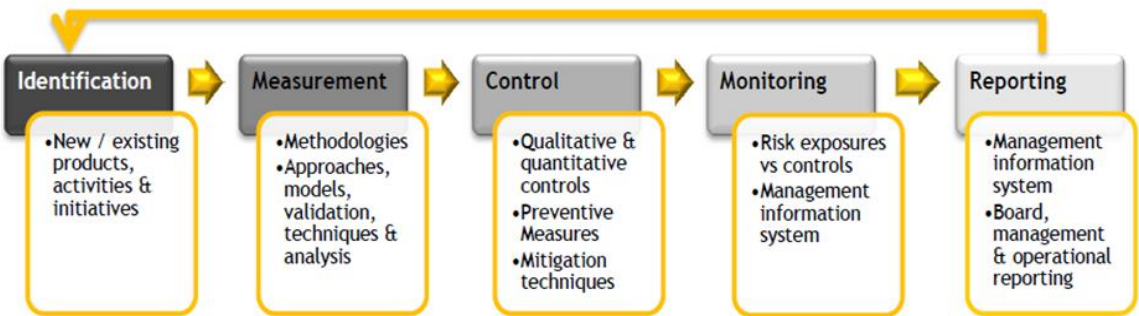 Identification
•New / existing
products,
activities &
initiatives
Measurement
•Methodologies
•Approaches,
models,
validation,
techniques &
analysis
Control
•Qualitative &
quantitative
controls
•Preventive
Measures
•Mitigation
techniques
Monitoring
•Risk exposures
vs controls
•Management
information
system
Reporting
•Management
information
system
•Board,
management
& operational
reporting